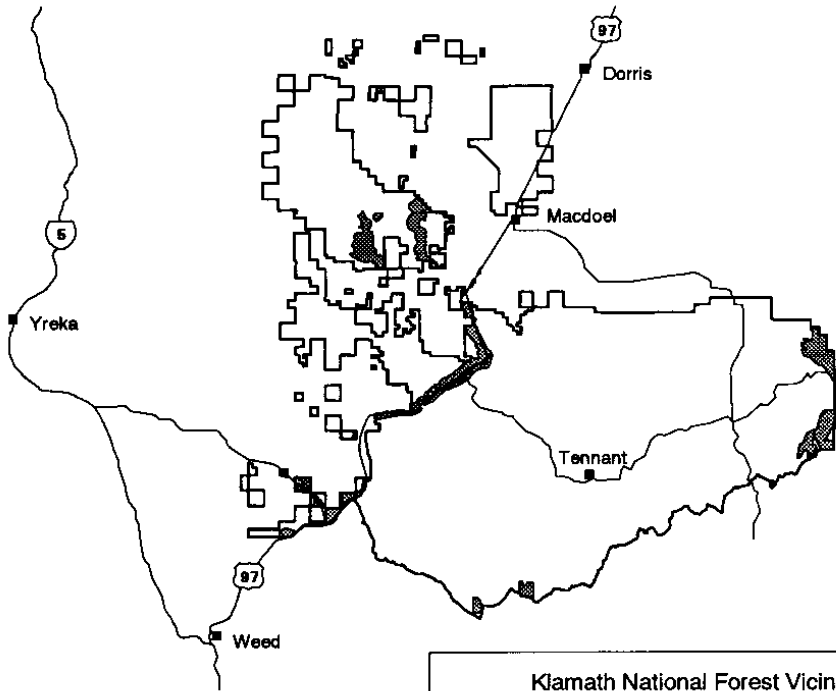 97
Dorris
Macdoel
5
Yreka
Tennant
97
Weed
Klamath National Forest Vicin